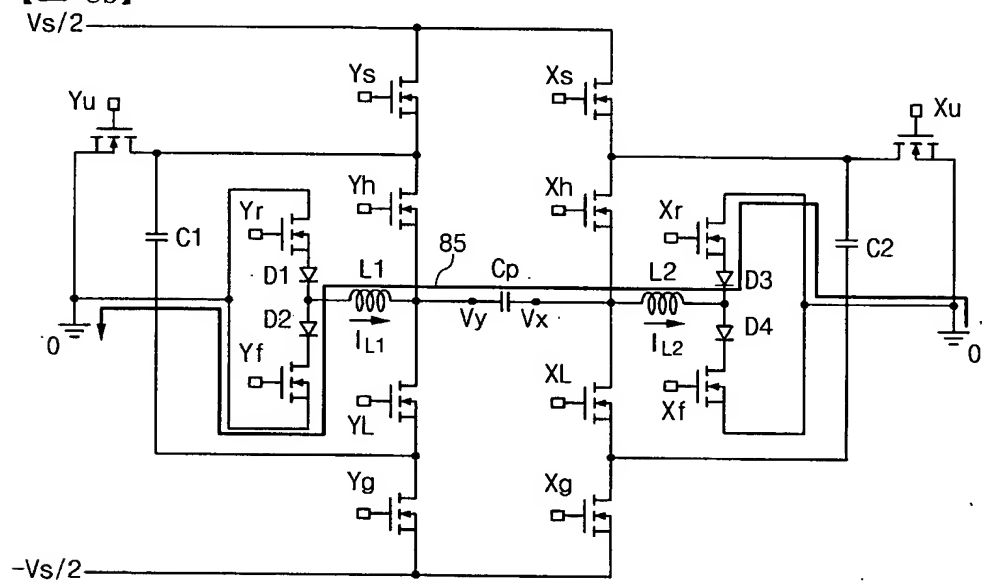 Vs/2
Ys
Xs
Yu
Xu
Yh
Xh
Yr
Xr
C1
85
C2
D1
L1
Cp
L2
D3
D2
Vy
Vx
D4
0
IL1
IL2
0
Yf
YL
XL
Xf
Yg
Xg
-Vs/2